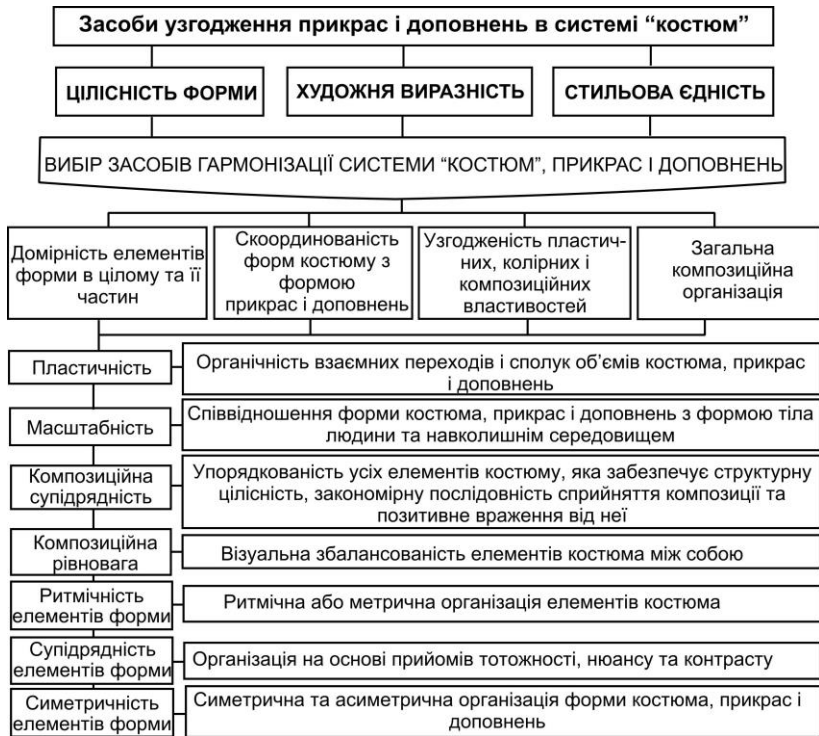 Засоби узгодження прикрас і доповнень в системі “костюм”
ЦІЛІСНІСТЬ ФОРМИ
ХУДОЖНЯ ВИРАЗНІСТЬ
СТИЛЬОВА ЄДНІСТЬ
ВИБІР ЗАСОБІВ ГАРМОНІЗАЦІЇ СИСТЕМИ “КОСТЮМ”, ПРИКРАС І ДОПОВНЕНЬ
Домірність елементів
форми в цілому та її
частин
Скоординованість
форм костюму з
формою
прикрас і доповнень
Узгодженість пластич-
них, колірних і
композиційних
властивостей
Загальна
композиційна
організація
Пластичність
Органічність взаємних переходів і сполук об’ємів костюма, прикрас
і доповнень
Масштабність
Співвідношення форми костюма, прикрас і доповнень з формою тіла
людини та навколишнім середовищем
Композиційна
супідрядність
Упорядкованість усіх елементів костюму, яка забезпечує структурну
цілісність, закономірну послідовність сприйняття композиції та
позитивне враження від неї
Композиційна
рівновага
Візуальна збалансованість елементів костюма між собою
Ритмічність
елементів форми
Ритмічна або метрична організація елементів костюма
Супідрядність
елементів форми
Організація на основі прийомів тотожності, нюансу та контрасту
Симетричність
елементів форми
Симетрична та асиметрична організація форми костюма, прикрас і
доповнень